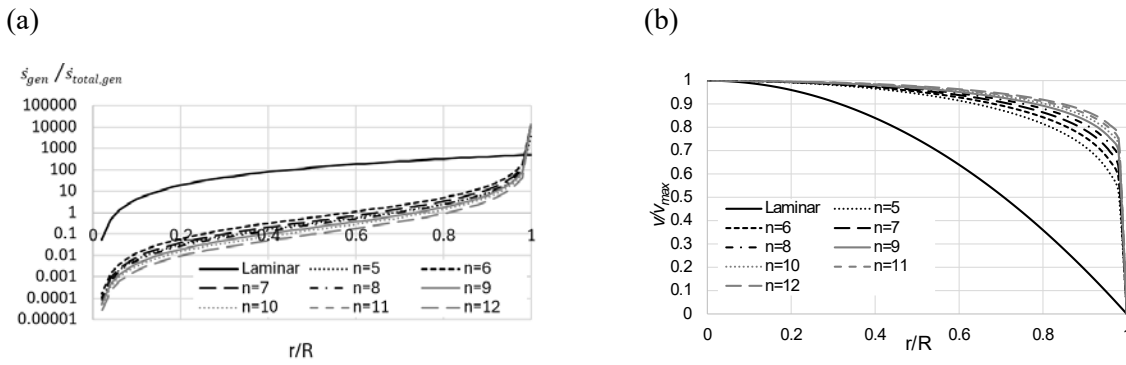 (a)
(b)
ṡgen / ṡtotal,gen
100000
10000
1000
100
10
1
0.1
0.01
0.001
0.0001
0.00001
0 0.2 0.4 0.6 0.8 1
Laminar n=5 n=6
n=7 n=8 n=9
n=10 n=11 n=12
r/R
v/vmax
1
0.9
0.8
0.7
0.6
0.5
0.4
0.3
0.2
0.1
0
Laminar n=5
n=6 n=7
n=8 n=9
n=10 n=11
n=12
0 0.2 0.4 0.6 0.8 1
r/R